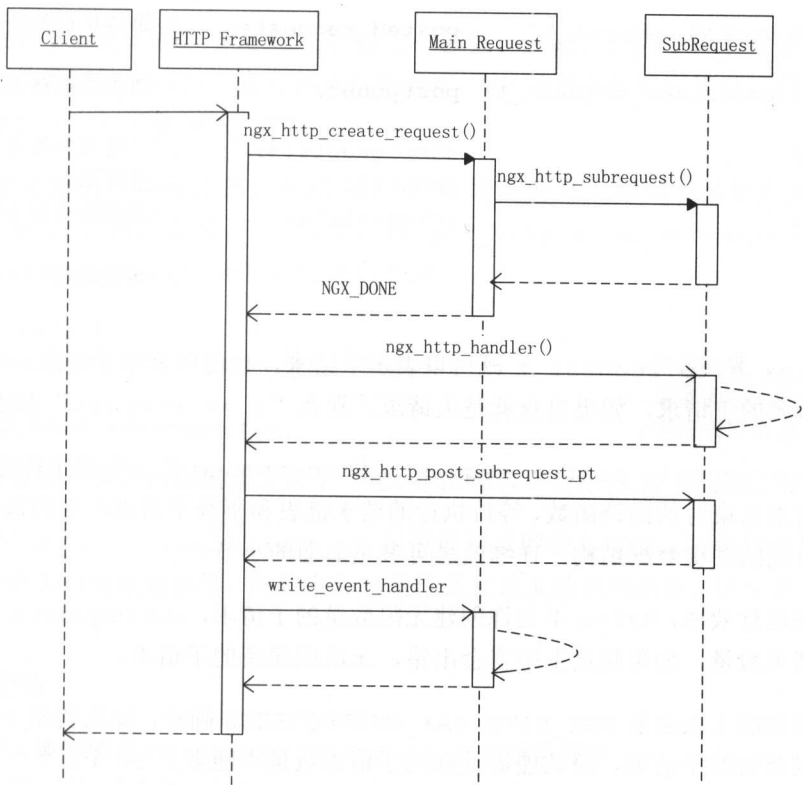 Client
HTTP Framework
Main Request
SubRequest
ngx_http_create_request()
ngx_http_subrequest()
NGX_DONE
ngx_http_handler()
ngx_http_post_subrequest_pt
write_event_handler